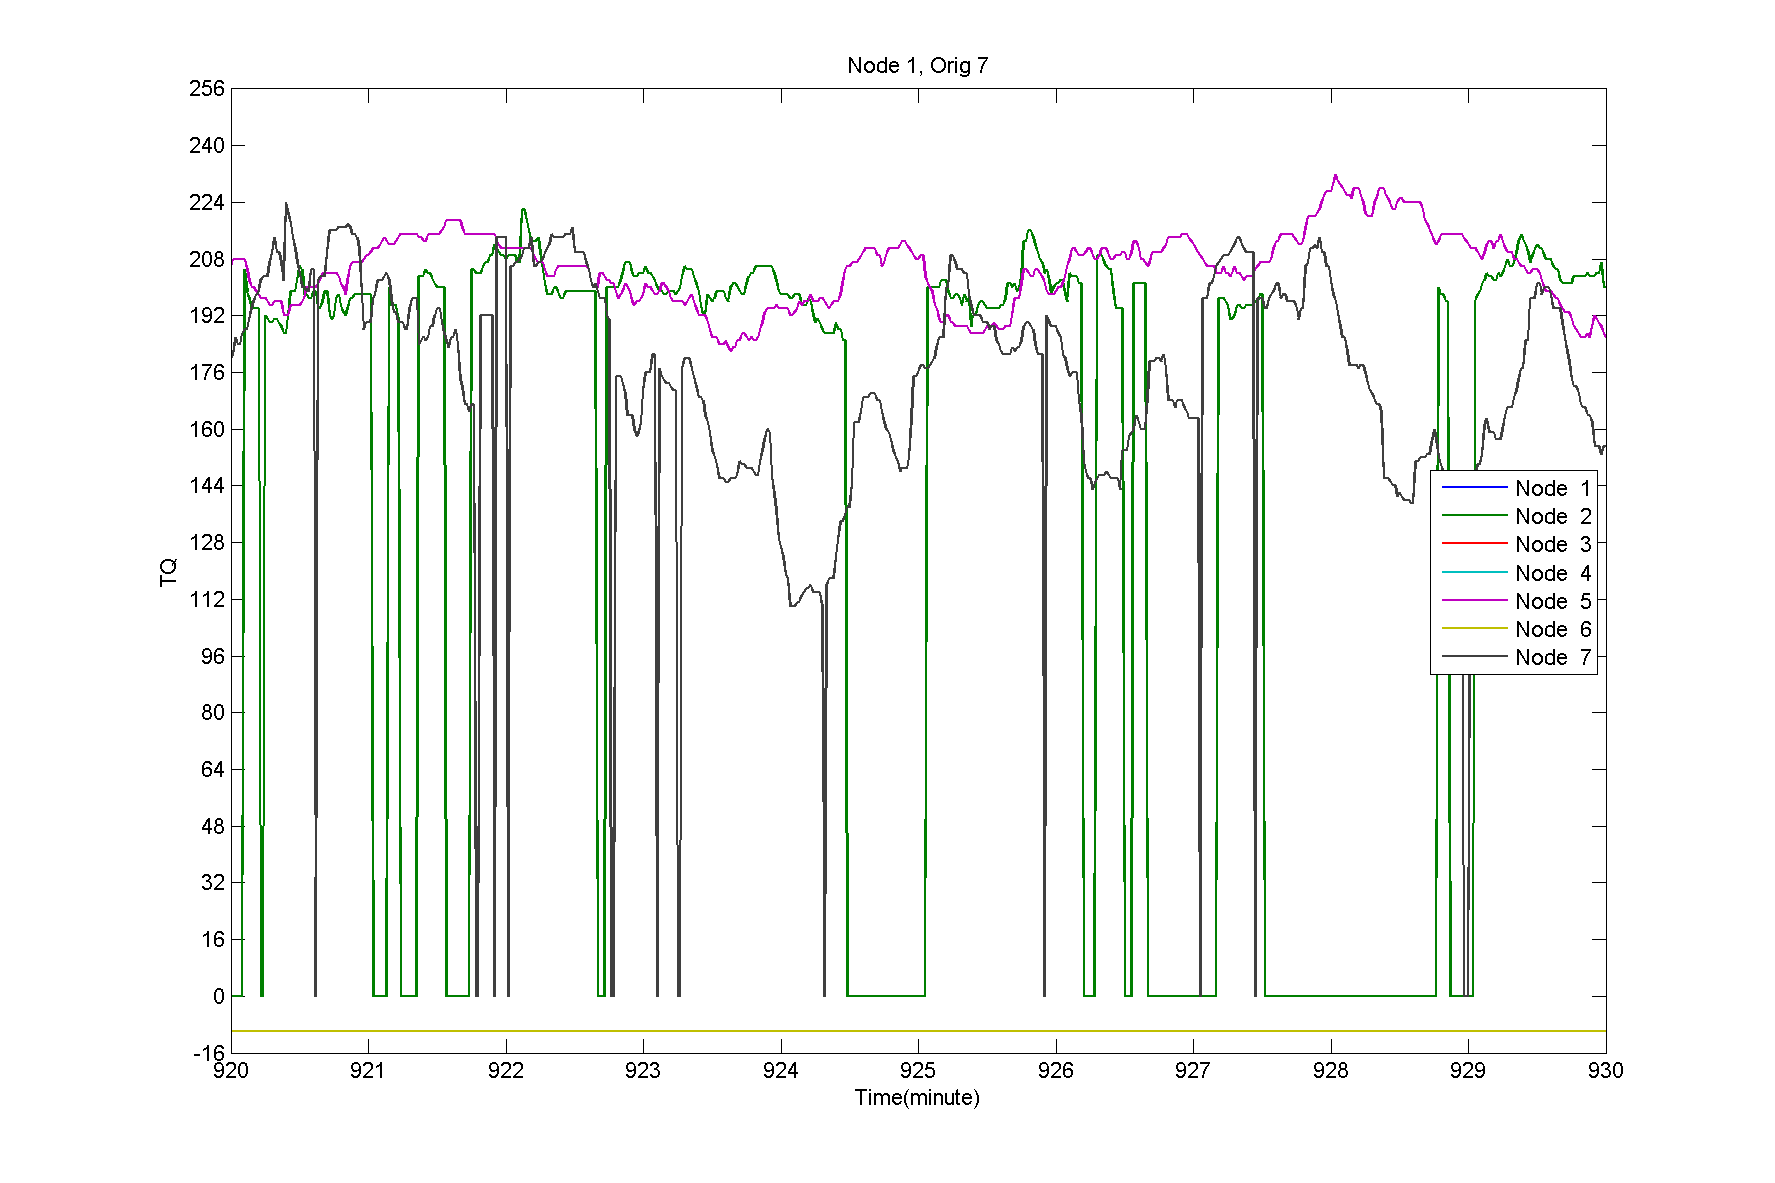 Node 1, Orig 7
256
240
224
208
192
176
160
144
128
112
96
80
64
48
32
16
0
-16
TQ
Node 1
Node 2
Node 3
Node 4
Node 5
Node 6
Node 7
920 921 922 923 924 925 926 927 928 929 930
Time(minute)